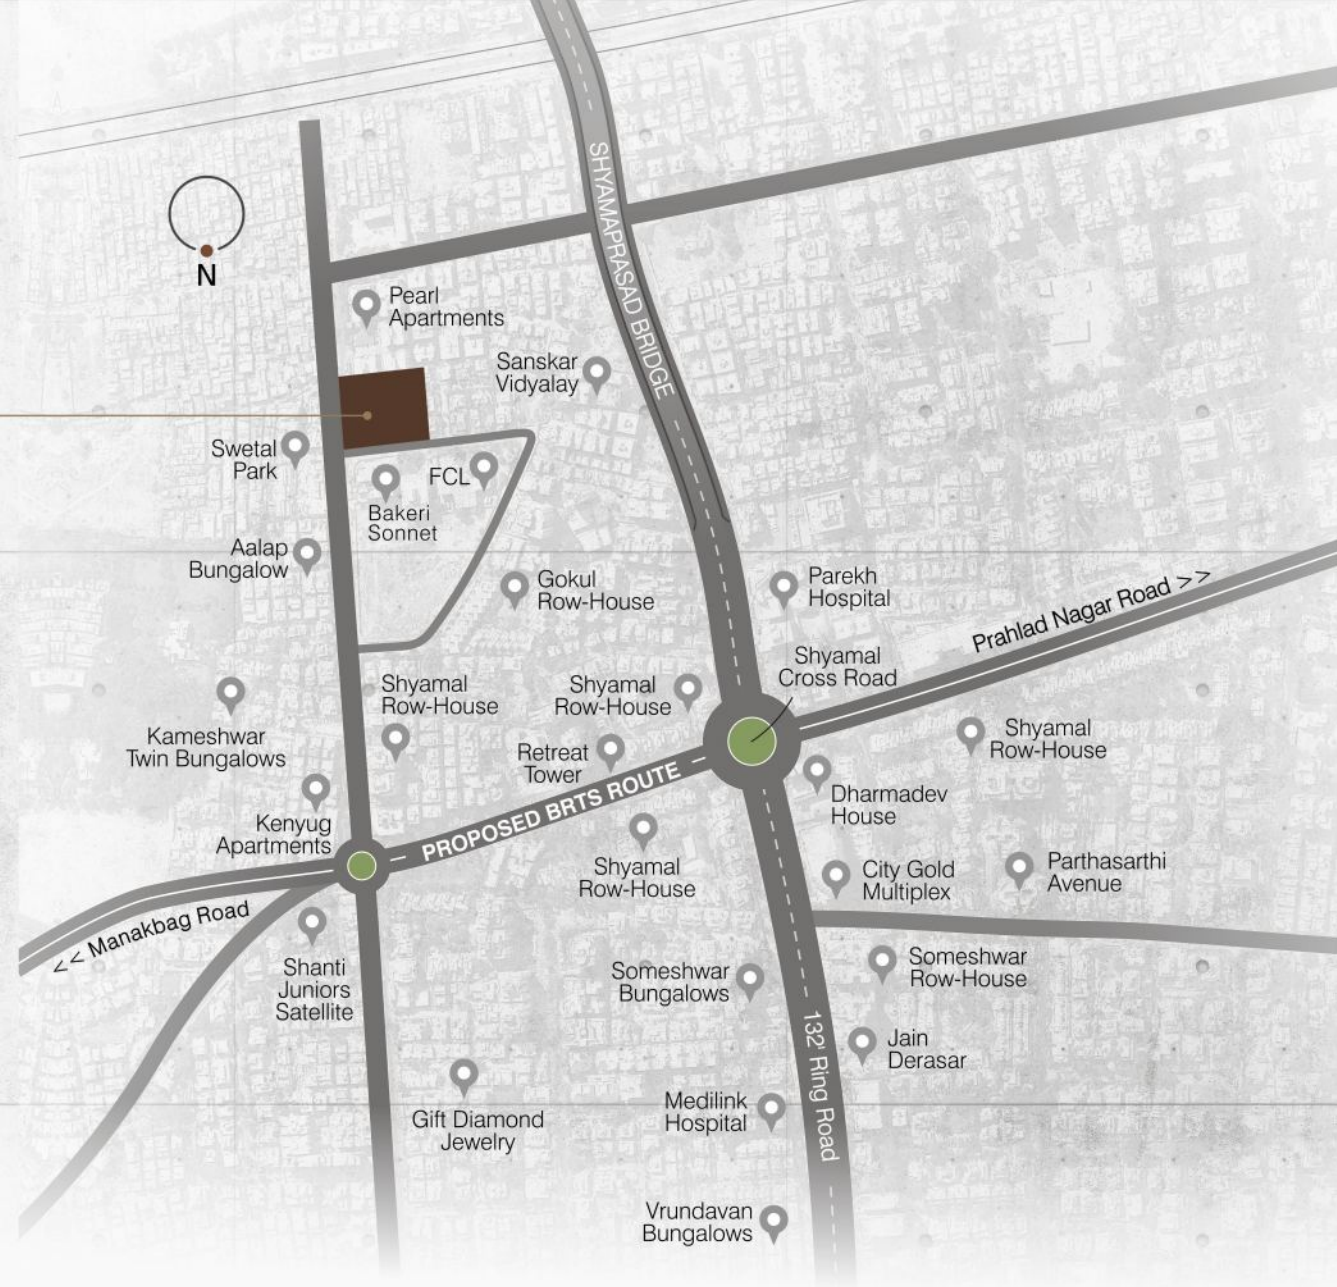 SHYAMAPRASAD BRIDGE
N
Pearl
Apartments
Sanskar
Vidyalay
Swetal
Park
FCL
Bakeri
Sonnet
Aalap
Bungalow
Gokul
Row-House
Parekh
Hospital
Prahlad Nagar Road >>
Shyamal
Cross Road
Shyamal
Row-House
Shyamal
Row-House
Kameshwar
Twin Bungalows
Retreat
Tower
Shyamal
Row-House
PROPOSED BRTS ROUTE
Dharmadev
House
Kenyug
Apartments
Shyamal
Row-House
City Gold
Multiplex
Parthasarthi
Avenue
<< Manakbag Road
Shanti
Juniors
Satellite
Someshwar
Bungalows
Someshwar
Row-House
132' Ring Road
Jain
Derasar
Gift Diamond
Jewelry
Medilink
Hospital
Vrundavan
Bungalows